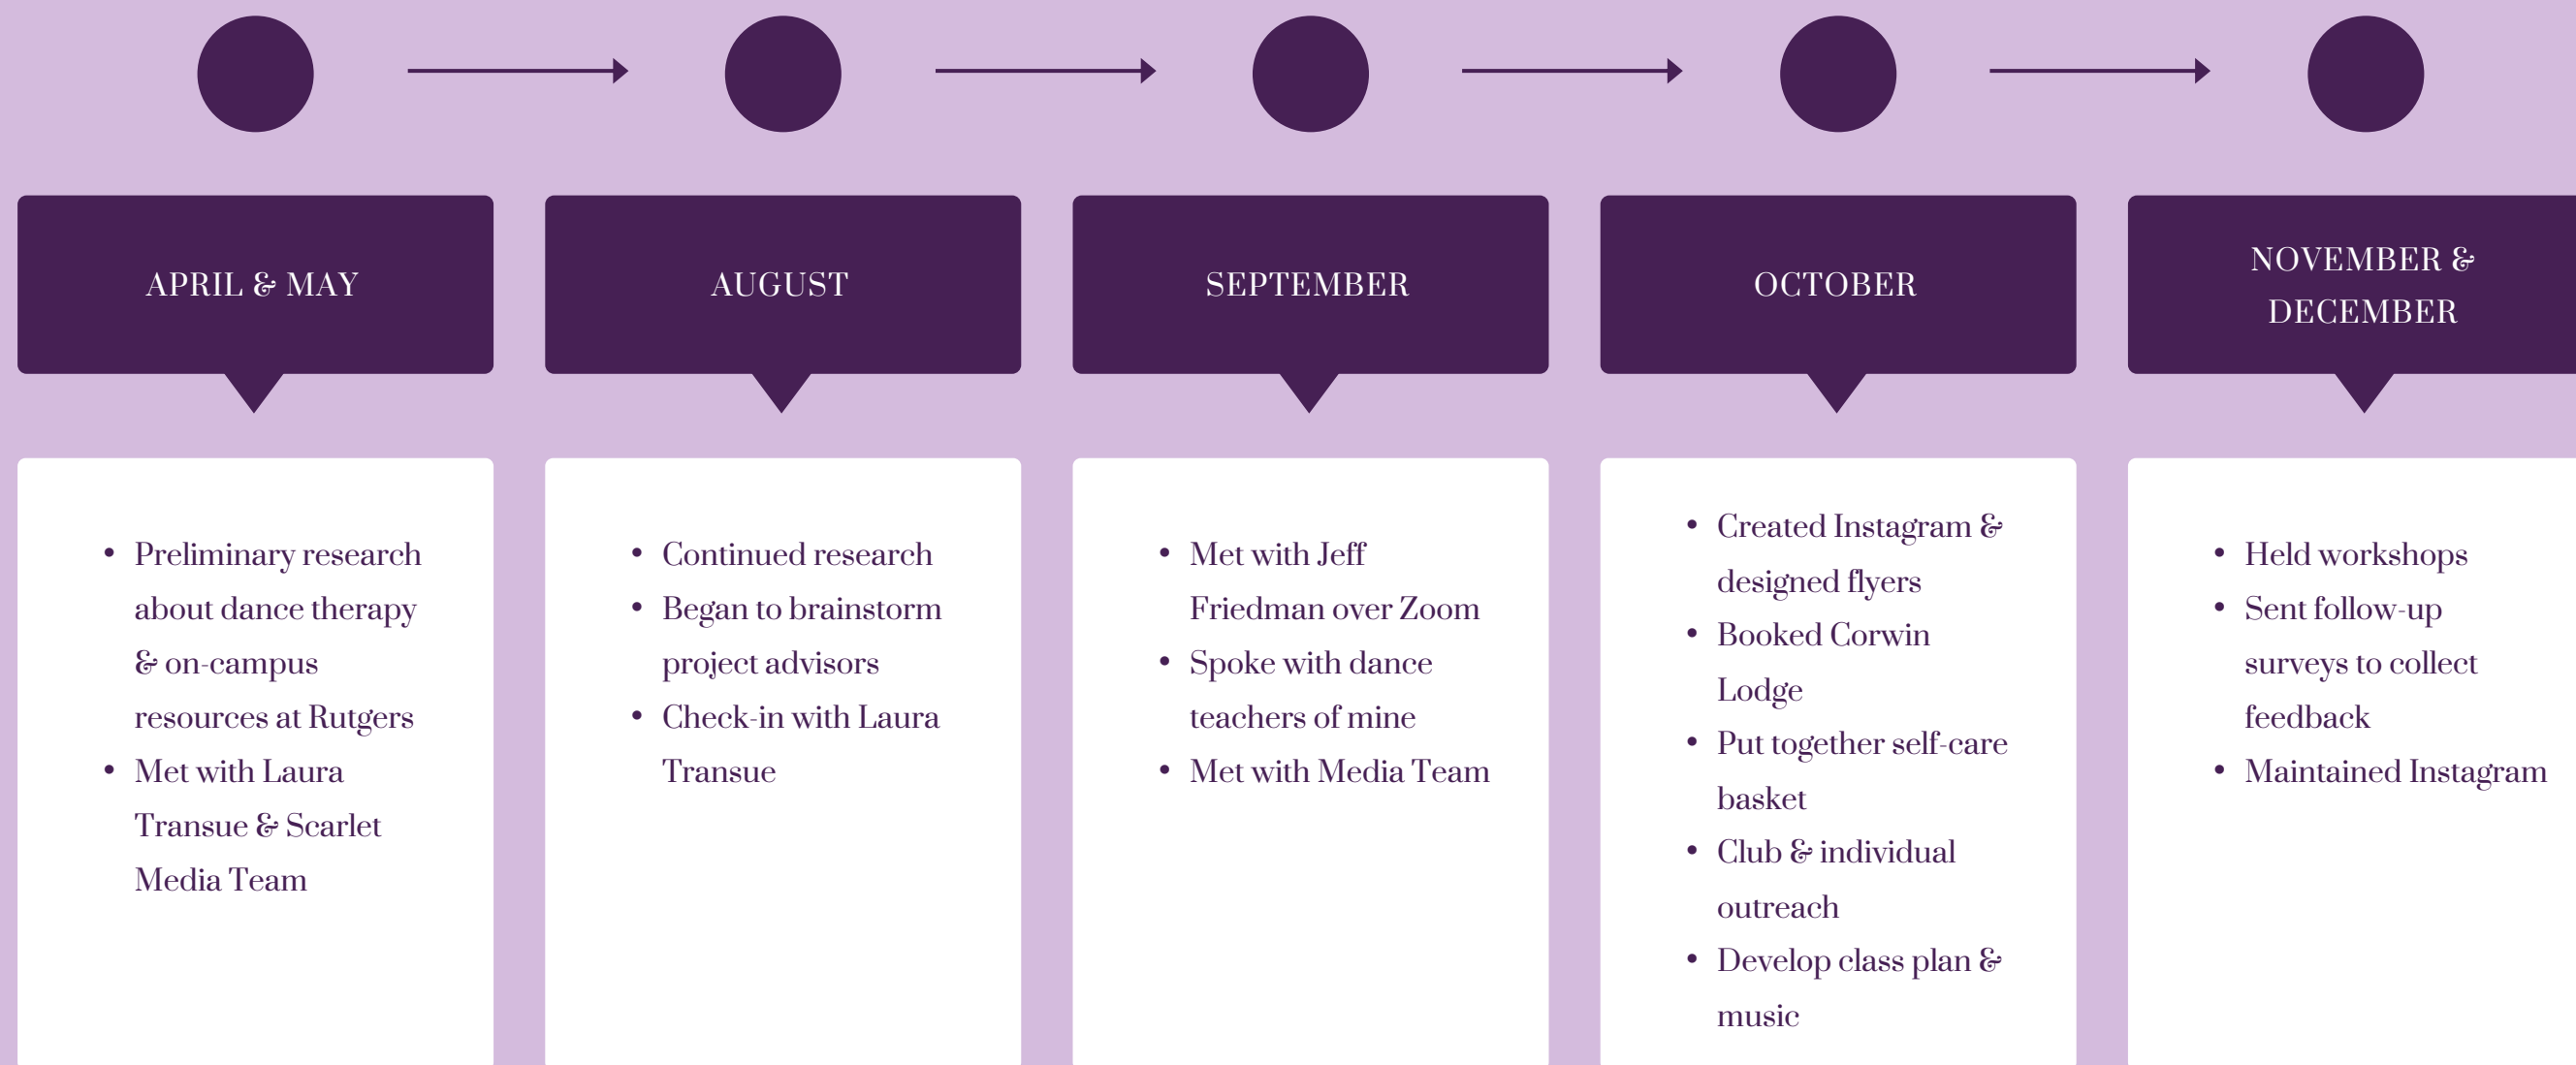 APRIL & MAY
• Preliminary research
about dance therapy
& on-campus
resources at Rutgers
• Met with Laura
Transue & Scarlet
Media Team
AUGUST
• Continued research
• Began to brainstorm
project advisors
• Check-in with Laura
Transue
SEPTEMBER
• Met with Jeff
Friedman over Zoom
• Spoke with dance
teachers of mine
• Met with Media Team
OCTOBER
• Created Instagram &
designed flyers
• Booked Corwin
Lodge
• Put together self-care
basket
• Club & individual
outreach
• Develop class plan &
music
NOVEMBER &
DECEMBER
• Held workshops
• Sent follow-up
surveys to collect
feedback
• Maintained Instagram